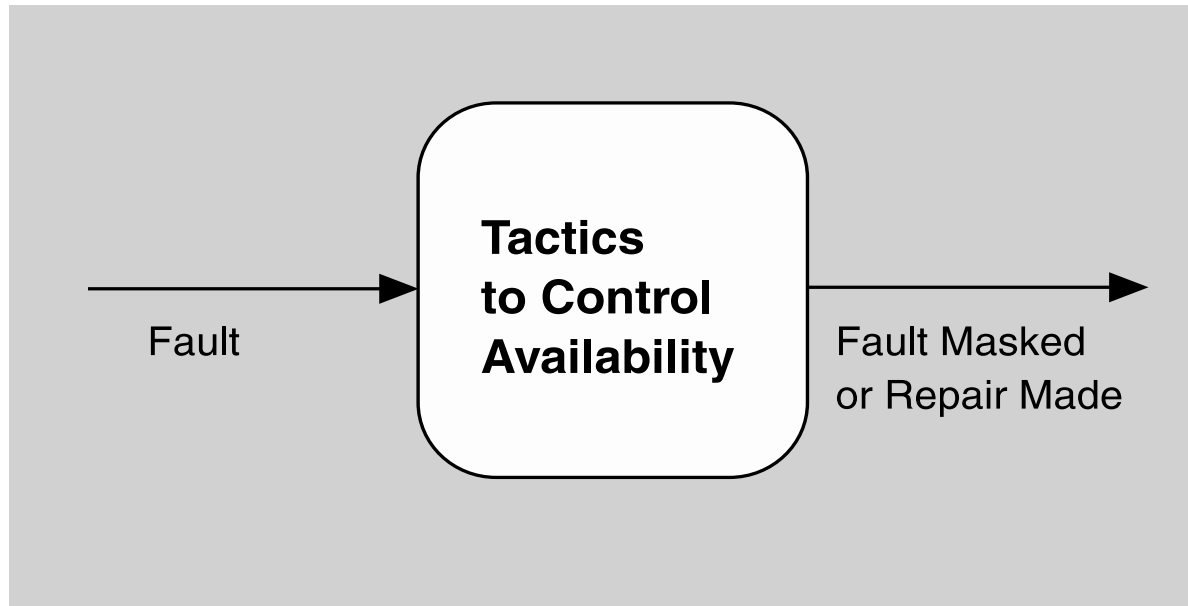 Fault
Tactics
to Control
Availability
Fault Masked
or Repair Made